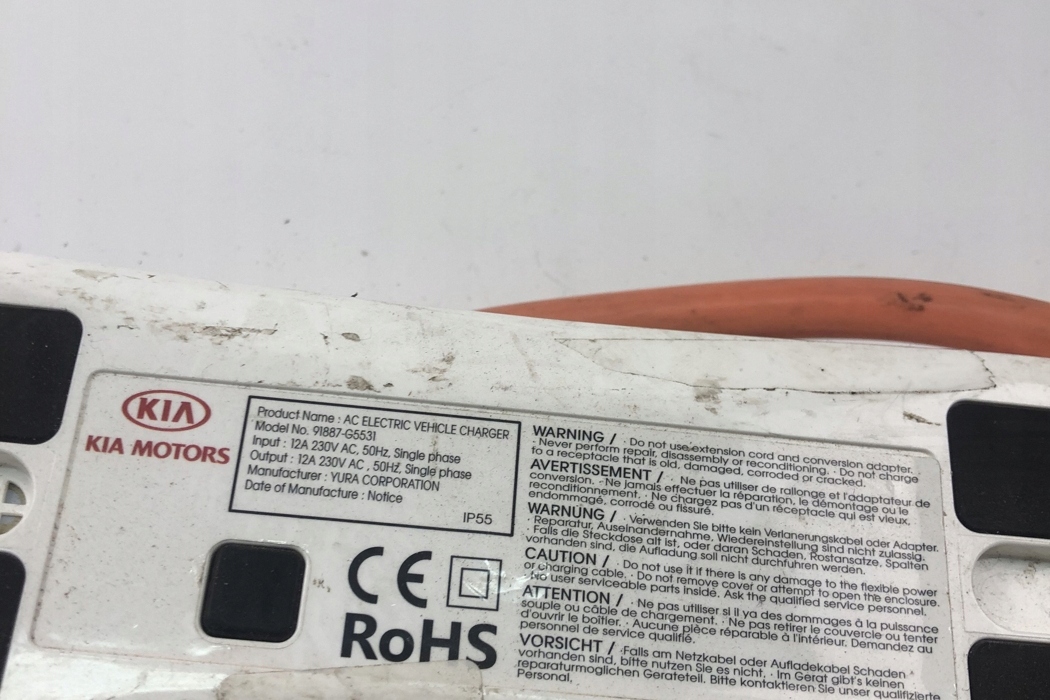 KIA
KIA MOTORS
Product Name : AC ELECTRIC VEHICLE CHARGER
Model No. 91887-G5531
Input : 12A 230V AC, 50Hz, Single phase
Output : 12A 230V AC , 50Hz, Single phase
Manufacturer : YURA CORPORATION
Date of Manufacture : Notice
IP55
CE
RoHS
WARNING / · Do not use extension cord and conversion adapter.
· Never perform repair, disassembly or reconditioning. · Do not charge
to a receptacle that is old, damaged, corroded or cracked.
AVERTISSEMENT / · Ne pas utiliser de rallonge et l'adaptateur de
conversion. · Ne jamais effectuer la réparation, le démontage ou le
reconditionnement. · Ne chargez pas d'un réceptacle qui est vieux,
endommagé, corrodé ou fissuré.
WARNUNG / · Verwenden Sie bitte kein Verlanerungskabel oder Adapter.
· Reparatur, Auseinandernahme, Wiedereinstellung sind nicht zulassig.
· Falls die Steckdose alt ist, oder daran Schaden, Rostansatze, Spalten
vorhanden sind, die Aufladung soll nicht durchführen werden.
CAUTION / · Do not use it if there is any damage to the flexible power
or charging cable. · Do not remove cover or attempt to open the enclosure.
· No user serviceable parts inside. Ask the qualified service personnel.
ATTENTION / · Ne pas utiliser si il ya des dommages à la puissance
souple ou câble de chargement. · Ne pas retirer le couvercle ou tenter
d'ouvrir le boîtier. · Aucune pièce réparable à l'intérieur. Demandez au
personnel de service qualifié.
VORSICHT / · Falls am Netzkabel oder Aufladekabel Schaden
vorhanden sind, bitte nutzen Sie es nicht. · Im Gerat gibt's keinen
reparaturmoglichen Gerateteil. Bitte kontaktieren Sie unser qualifizierte
Personal.